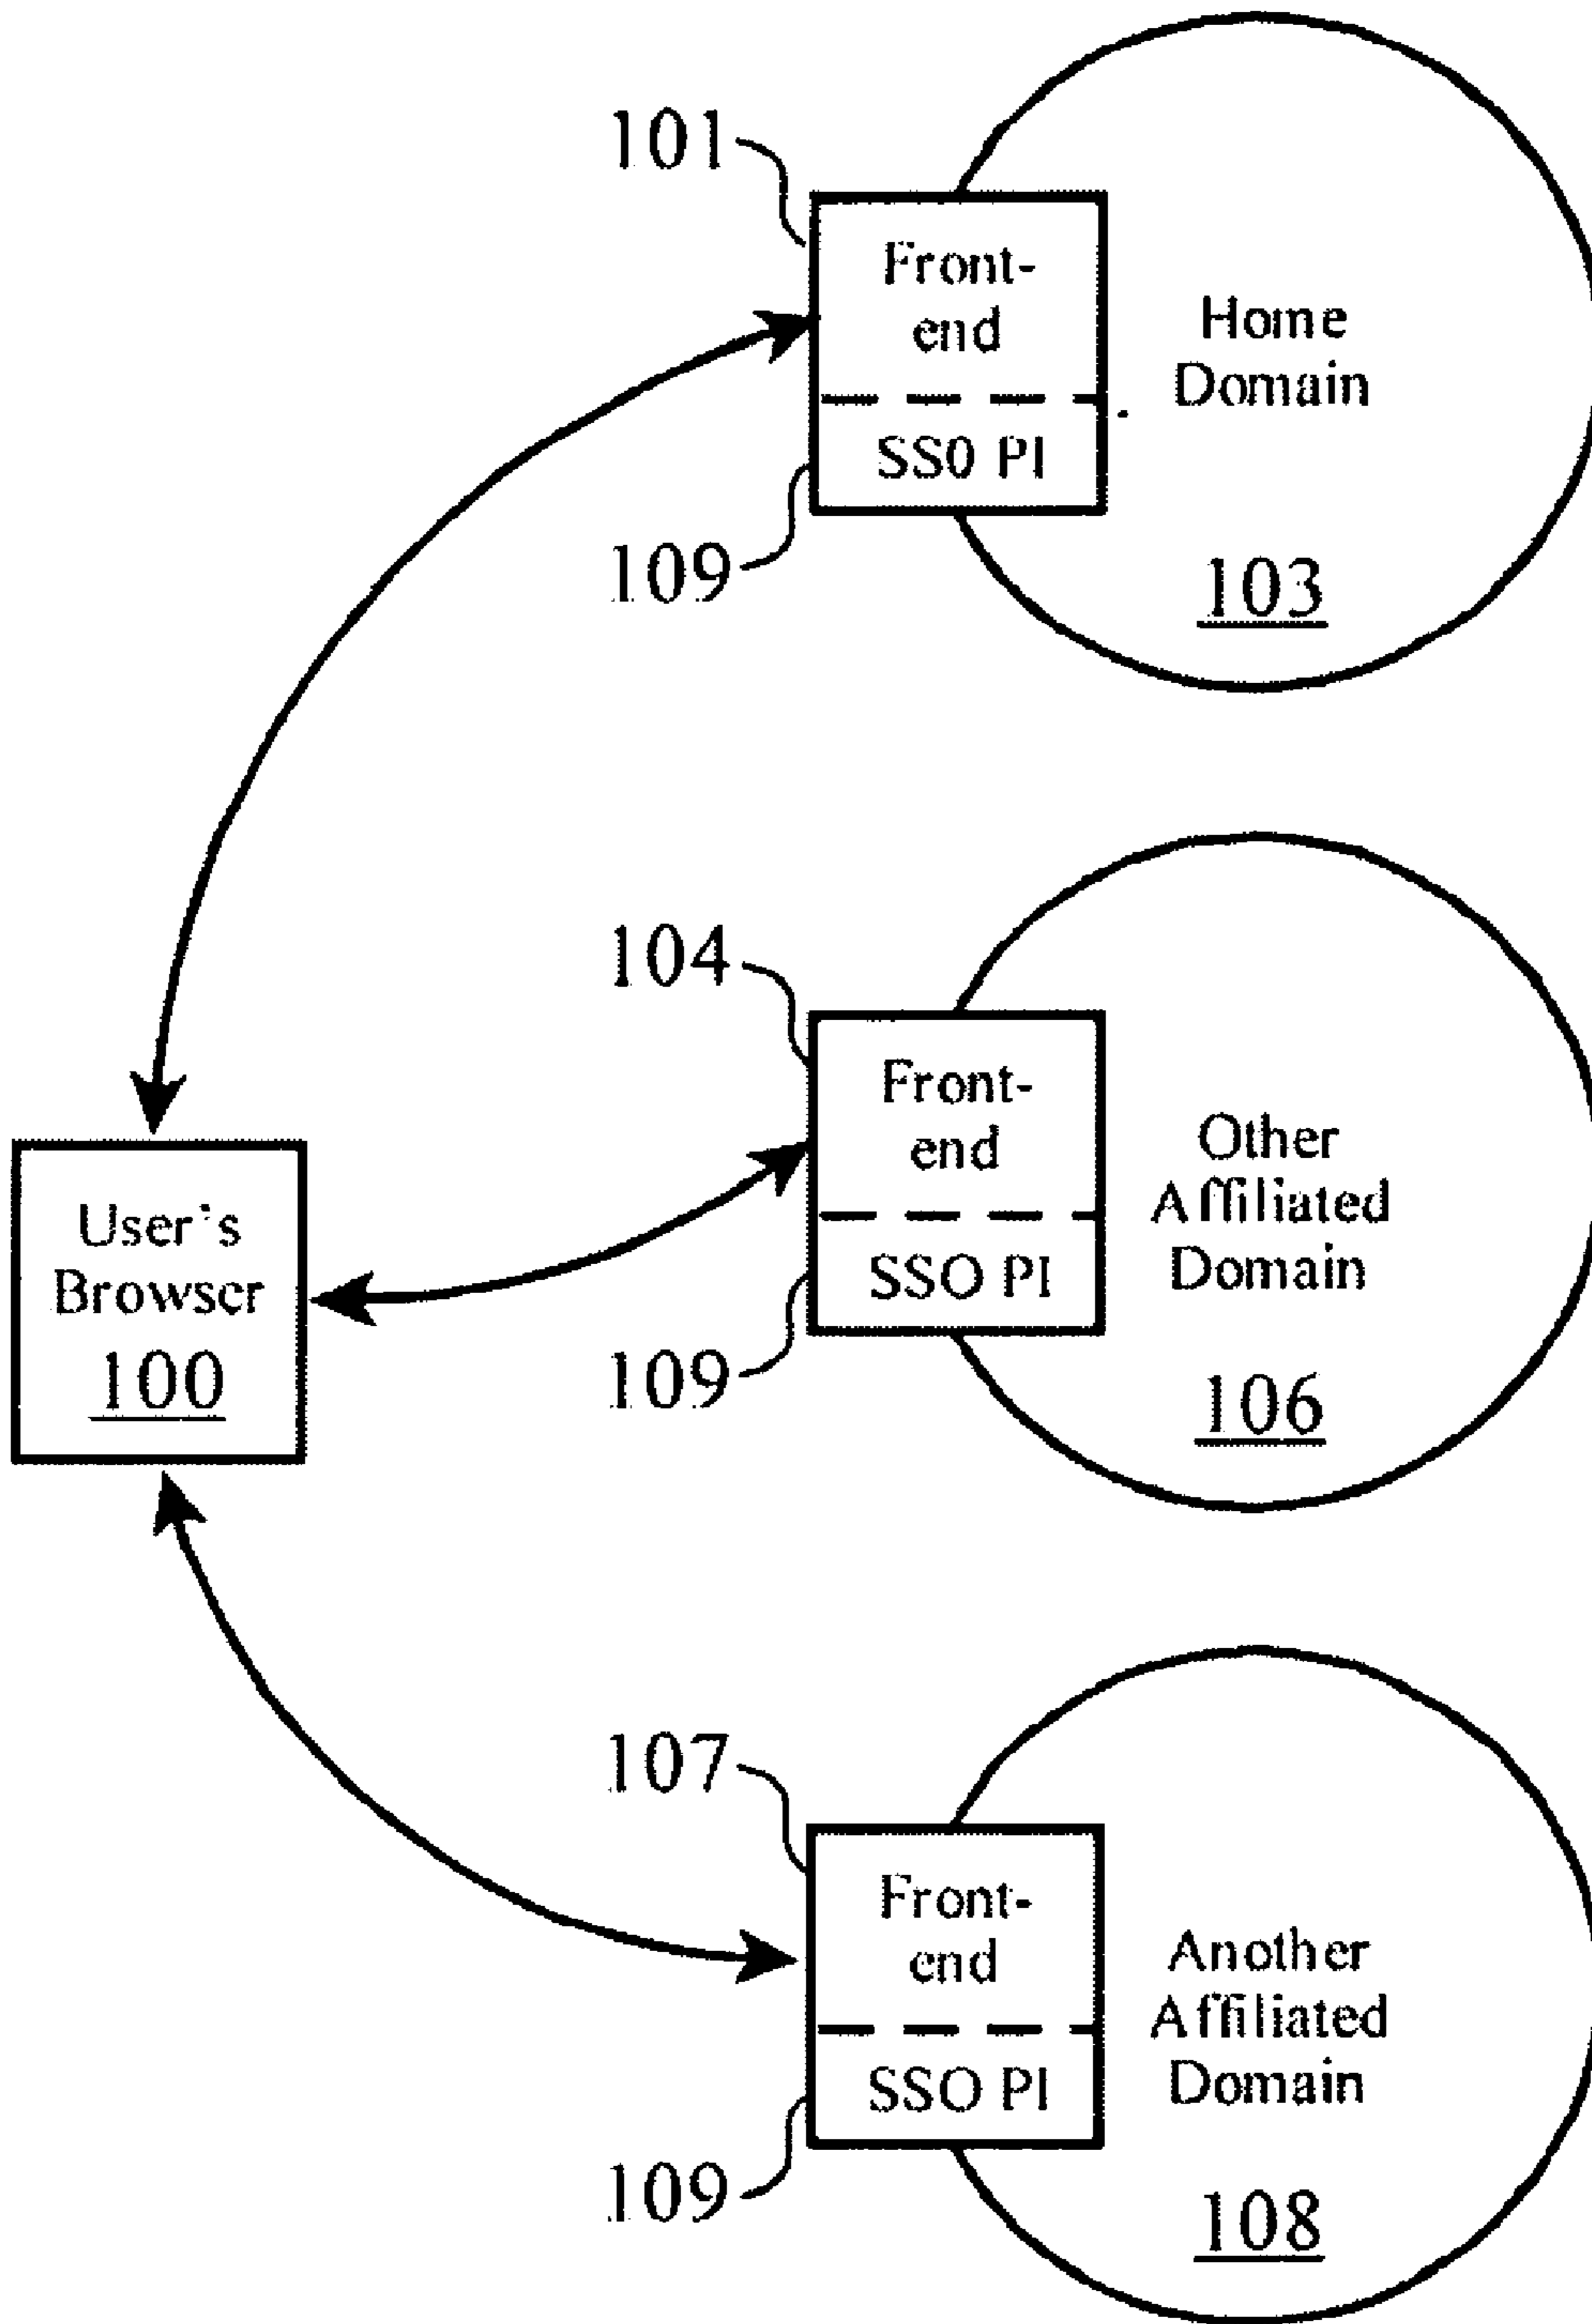 101
Front-
end
SS0 PI
109
Home
Domain
103
104
Front-
end
SSO PI
109
Other
Affiliated
Domain
106
User's
Browser
100
107
Front-
end
SSO PI
109
Another
Affiliated
Domain
108